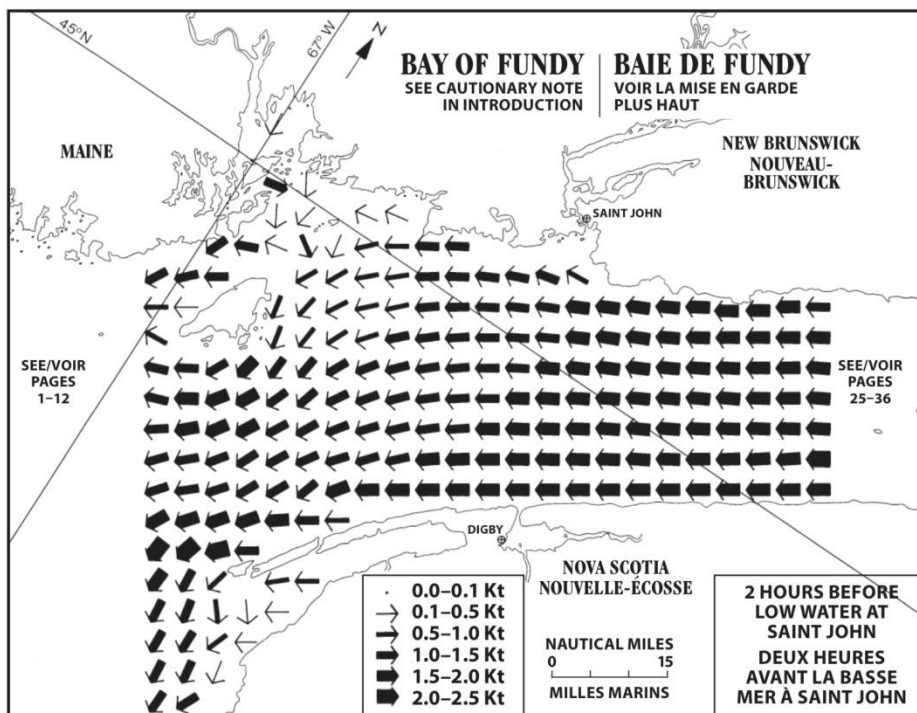 45°N
67°W
Z
BAY OF FUNDY
SEE CAUTIONARY NOTE
IN INTRODUCTION
BAIE DE FUNDY
VOIR LA MISE EN GARDE
PLUS HAUT
MAINE
NEW BRUNSWICK
NOUVEAU-
BRUNSWICK
SAINT JOHN
SEE/VOIR
PAGES
1–12
SEE/VOIR
PAGES
25–36
DIGBY
NOVA SCOTIA
NOUVELLE-ÉCOSSE
0.0–0.1 Kt
0.1–0.5 Kt
0.5–1.0 Kt
1.0–1.5 Kt
1.5–2.0 Kt
2.0–2.5 Kt
NAUTICAL MILES
0 15
MILLES MARINS
2 HOURS BEFORE
LOW WATER AT
SAINT JOHN
DEUX HEURES
AVANT LA BASSE
MER À SAINT JOHN